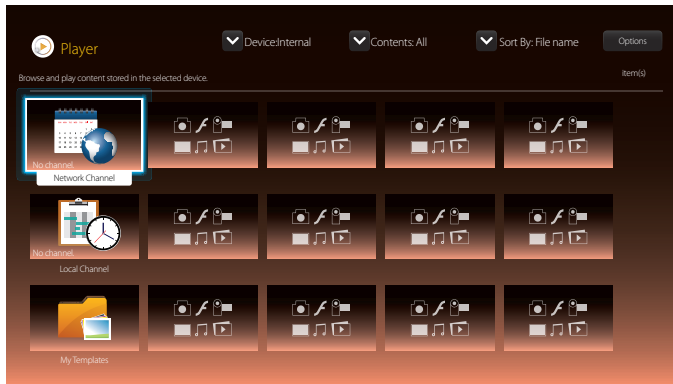 Player
Device:Internal
Contents: All
Sort By: File name
Options
Browse and play content stored in the selected device.
item(s)
No channel.
Network Channel
No channel.
Local Channel
My Templates